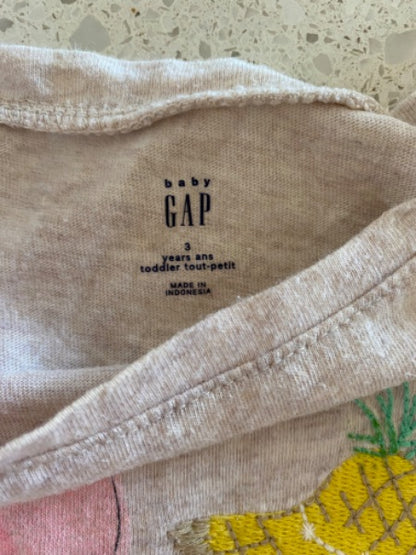 baby
GAP
3
years ans
toddler tout-petit
MADE IN
INDONESIA